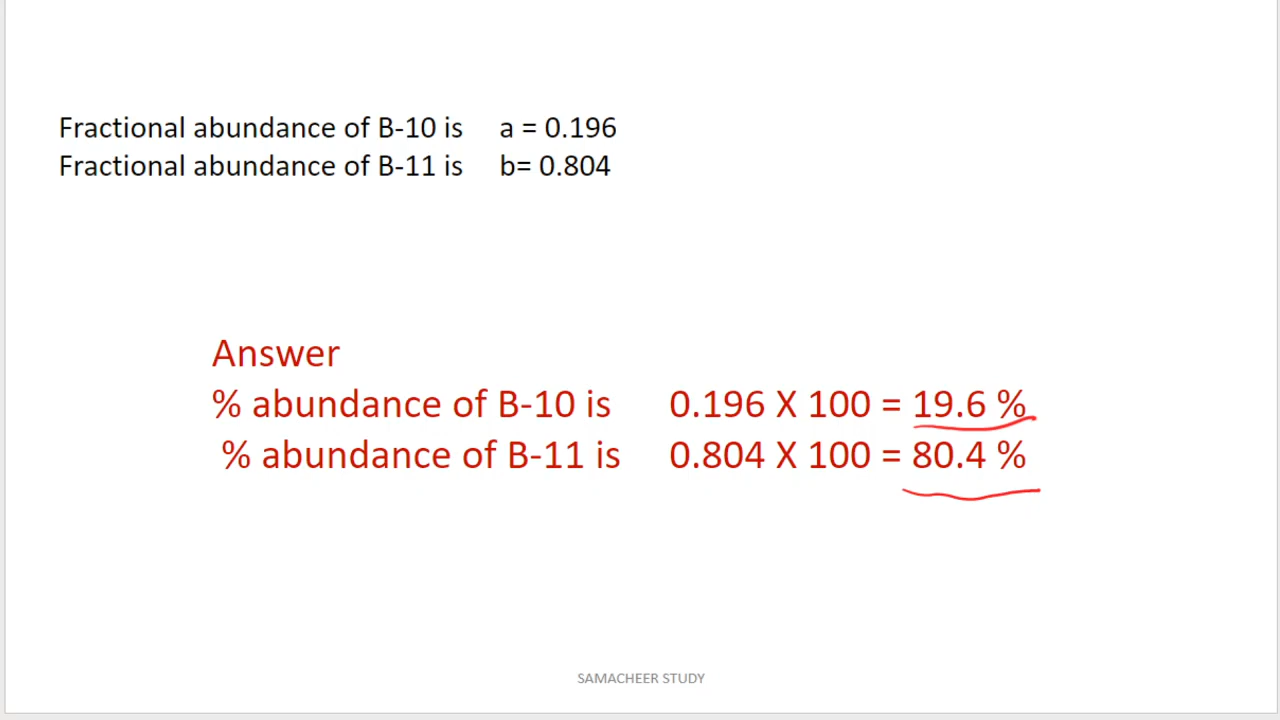 Fractional abundance of B-10 is a = 0.196
Fractional abundance of B-11 is b= 0.804
Answer
% abundance of B-10 is 0.196 X 100 = 19.6 %
% abundance of B-11 is 0.804 X 100 = 80.4 %
SAMACHEER STUDY